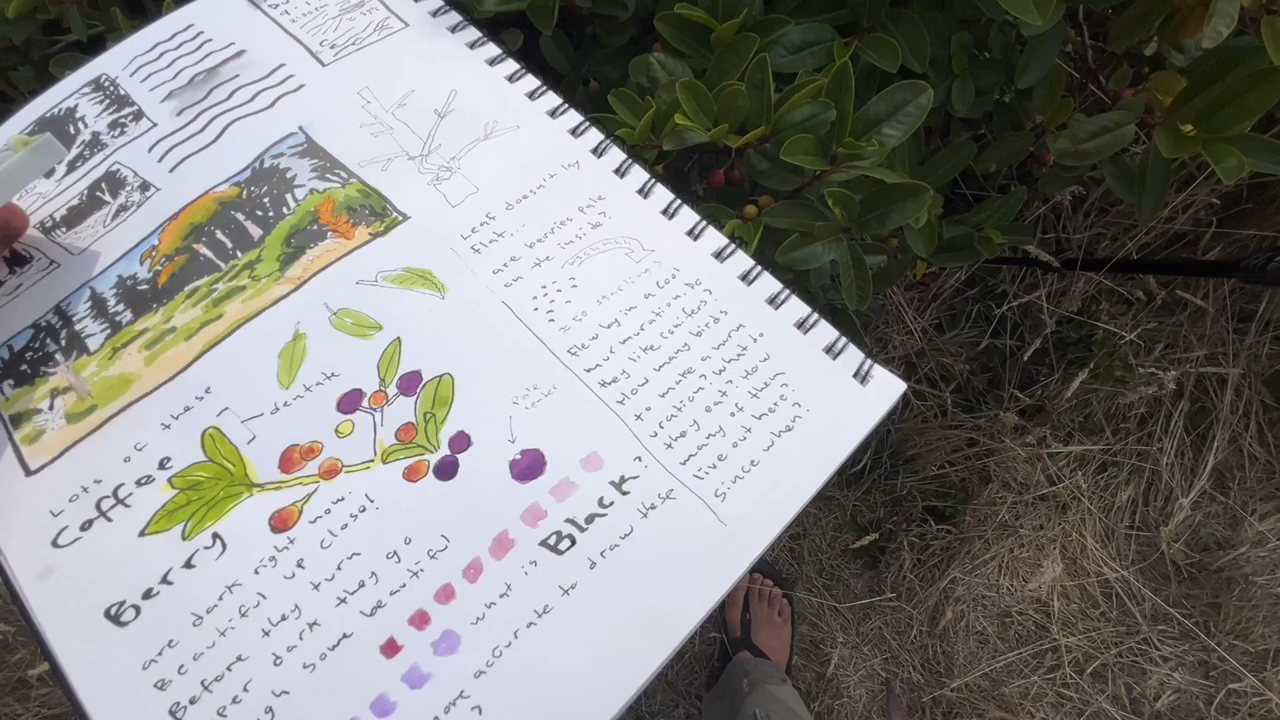 Leaf doesn't lay
flat...
are berries pale
on the inside?
≈ 50 starlings
flew by in a cool
murmuration. Do
they like conifers?
How many birds
to make a murm
uration? What do
they eat? How
many of them
live out here?
Since when?
Lots of these
Coffee
Berry
dentate
Pale
are dark right now.
Beautiful up close!
Before they turn
per dark they go
gh some beautiful
what is Black?
more accurate to draw these
?